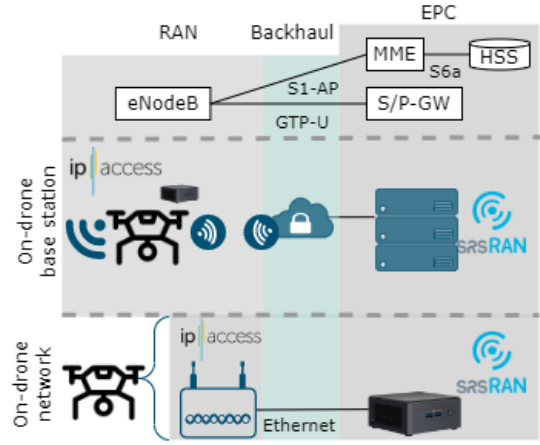 RAN
Backhaul
EPC
MME
HSS
S6a
eNodeB
S1-AP
S/P-GW
GTP-U
On-drone
base station
ip access
srsRAN
On-drone
network
ip access
srsRAN
Ethernet